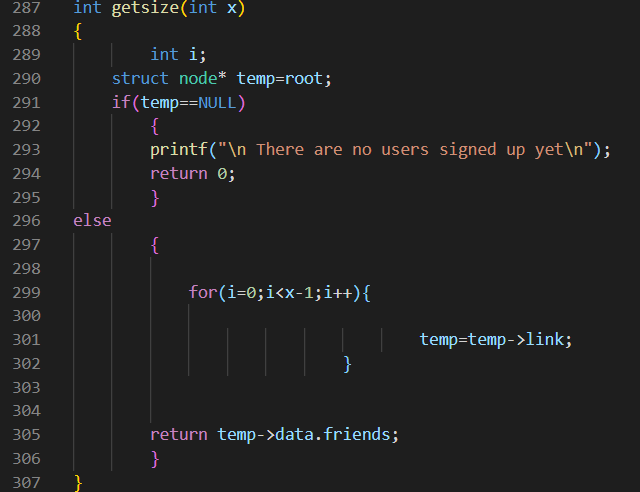 287 int getsize(int x)
288 {
289 int i;
290 struct node* temp=root;
291 if(temp==NULL)
292 {
293 printf("\n There are no users signed up yet\n");
294 return 0;
295 }
296 else
297 {
298
299 for(i=0;i<x-1;i++){
300
301 temp=temp->link;
302 }
303
304
305 return temp->data.friends;
306 }
307 }